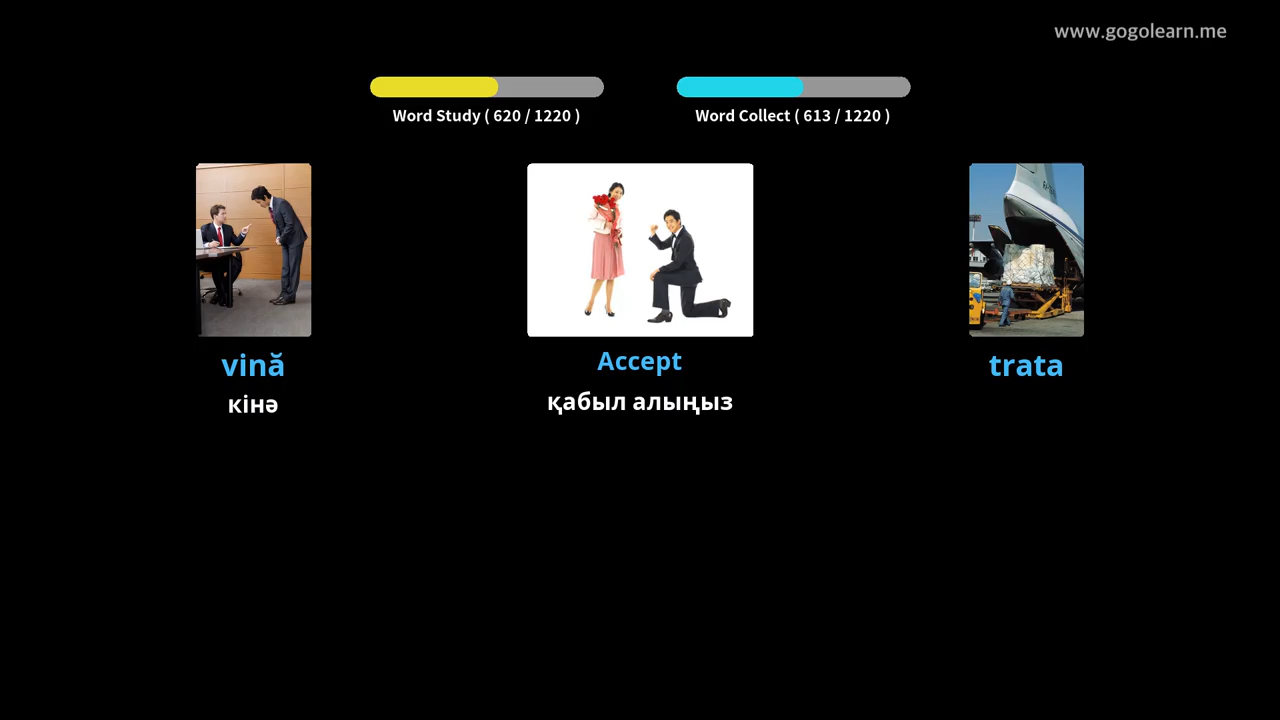 www.gogolearn.me
Word Study ( 620 / 1220 )
Word Collect ( 613 / 1220 )
vină
кінә
Accept
қабыл алыңыз
trata